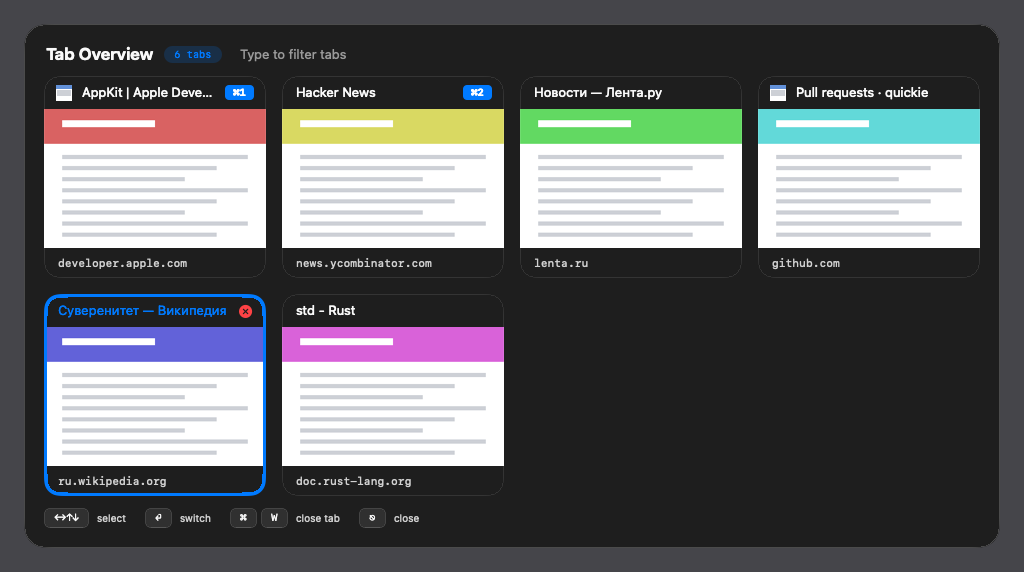 Tab Overview 6 tabs Type to filter tabs
AppKit | Apple Deve... ⌘1
Hacker News ⌘2
Новости — Лента.ру
Pull requests · quickie
developer.apple.com
news.ycombinator.com
lenta.ru
github.com
Суверенитет — Википедия
std - Rust
ru.wikipedia.org
doc.rust-lang.org
↔↑↓ select ↩ switch ⌘ W close tab ⎋ close